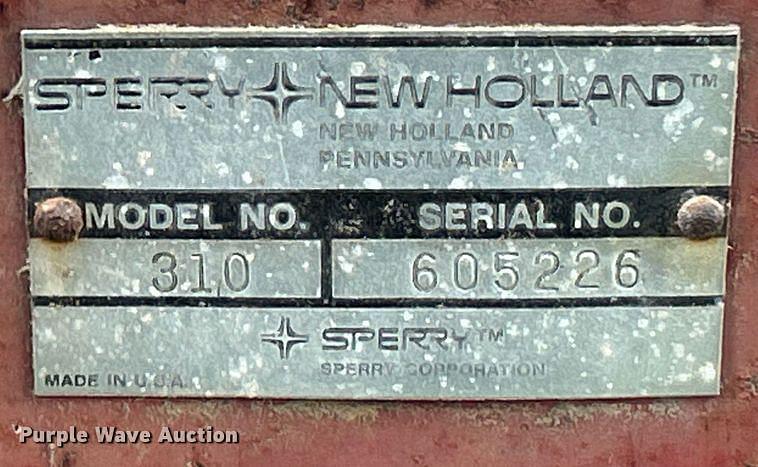 SPERRY NEW HOLLAND™
NEW HOLLAND
PENNSYLVANIA
MODEL NO. SERIAL NO.
310 605226
SPERRY™
SPERRY CORPORATION
MADE IN U.S.A.
Purple Wave Auction